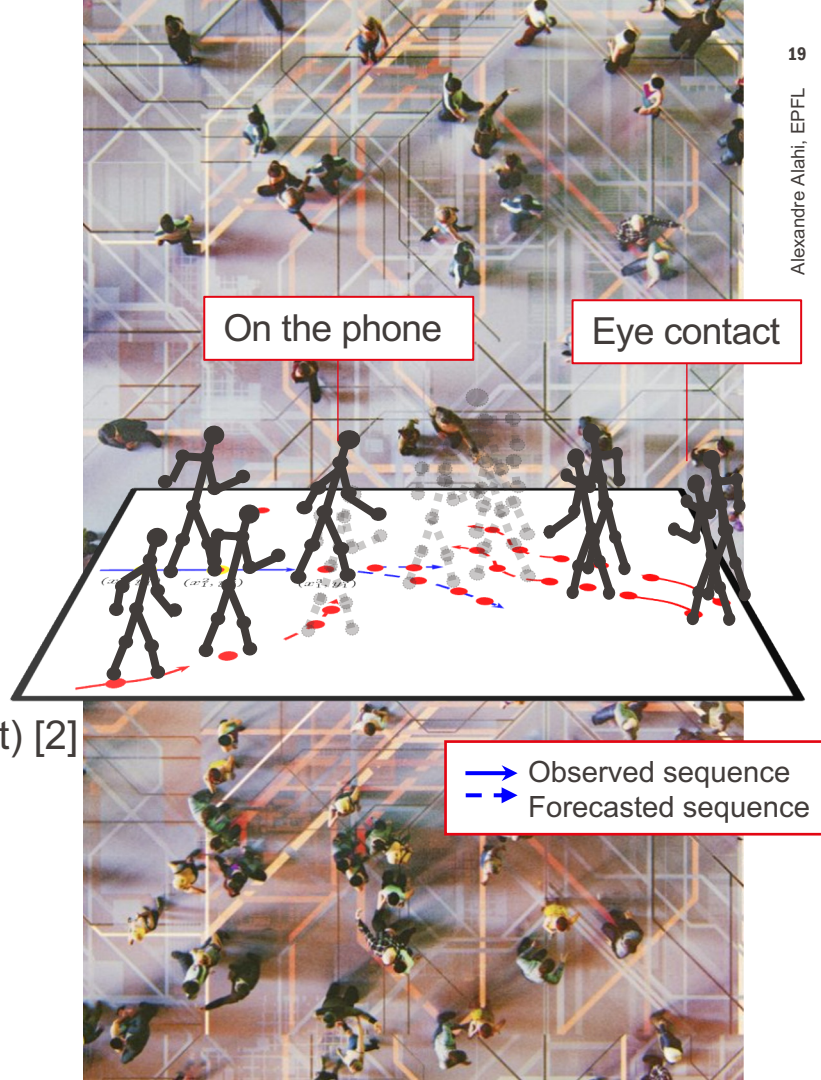 19
Alexandre Alahi, EPFL
On the phone
Eye contact
t) [2]
Observed sequence
Forecasted sequence